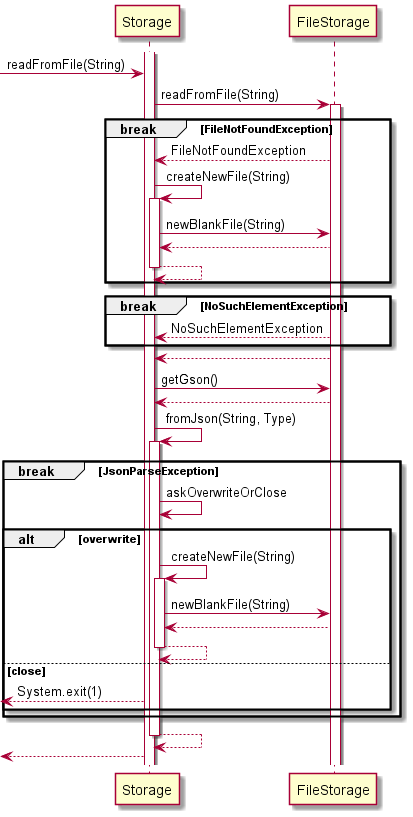 Storage
FileStorage
readFromFile(String)
readFromFile(String)
break
[FileNotFoundException]
FileNotFoundException
createNewFile(String)
newBlankFile(String)
break
[NoSuchElementException]
NoSuchElementException
getGson()
fromJson(String, Type)
break
[JsonParseException]
askOverwriteOrClose
alt
[overwrite]
createNewFile(String)
newBlankFile(String)
[close]
System.exit(1)
Storage
FileStorage